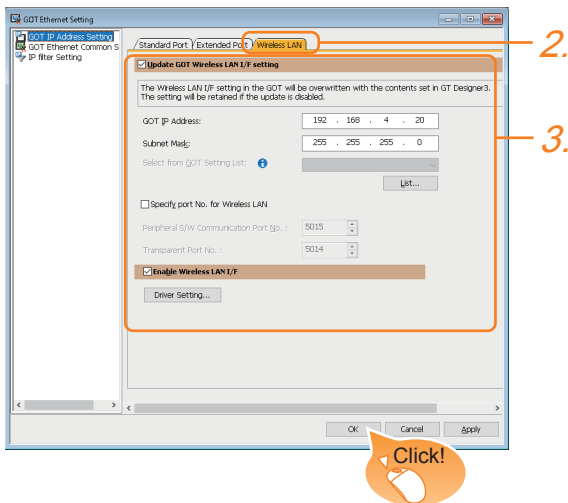 GOT Ethernet Setting
GOT IP Address Setting
GOT Ethernet Common S
IP filter Setting
Standard Port Extended Port Wireless LAN
2.
Update GOT Wireless LAN I/F setting
The Wireless LAN I/F setting in the GOT will be overwritten with the contents set in GT Designer3.
The setting will be retained if the update is disabled.
GOT IP Address: 192 . 168 . 4 . 20
3.
Subnet Mask: 255 . 255 . 255 . 0
Select from GOT Setting List:
List...
Specify port No. for Wireless LAN
Peripheral S/W Communication Port No. : 5015
Transparent Port No. : 5014
Enable Wireless LAN I/F
Driver Setting...
OK Cancel Apply
Click!